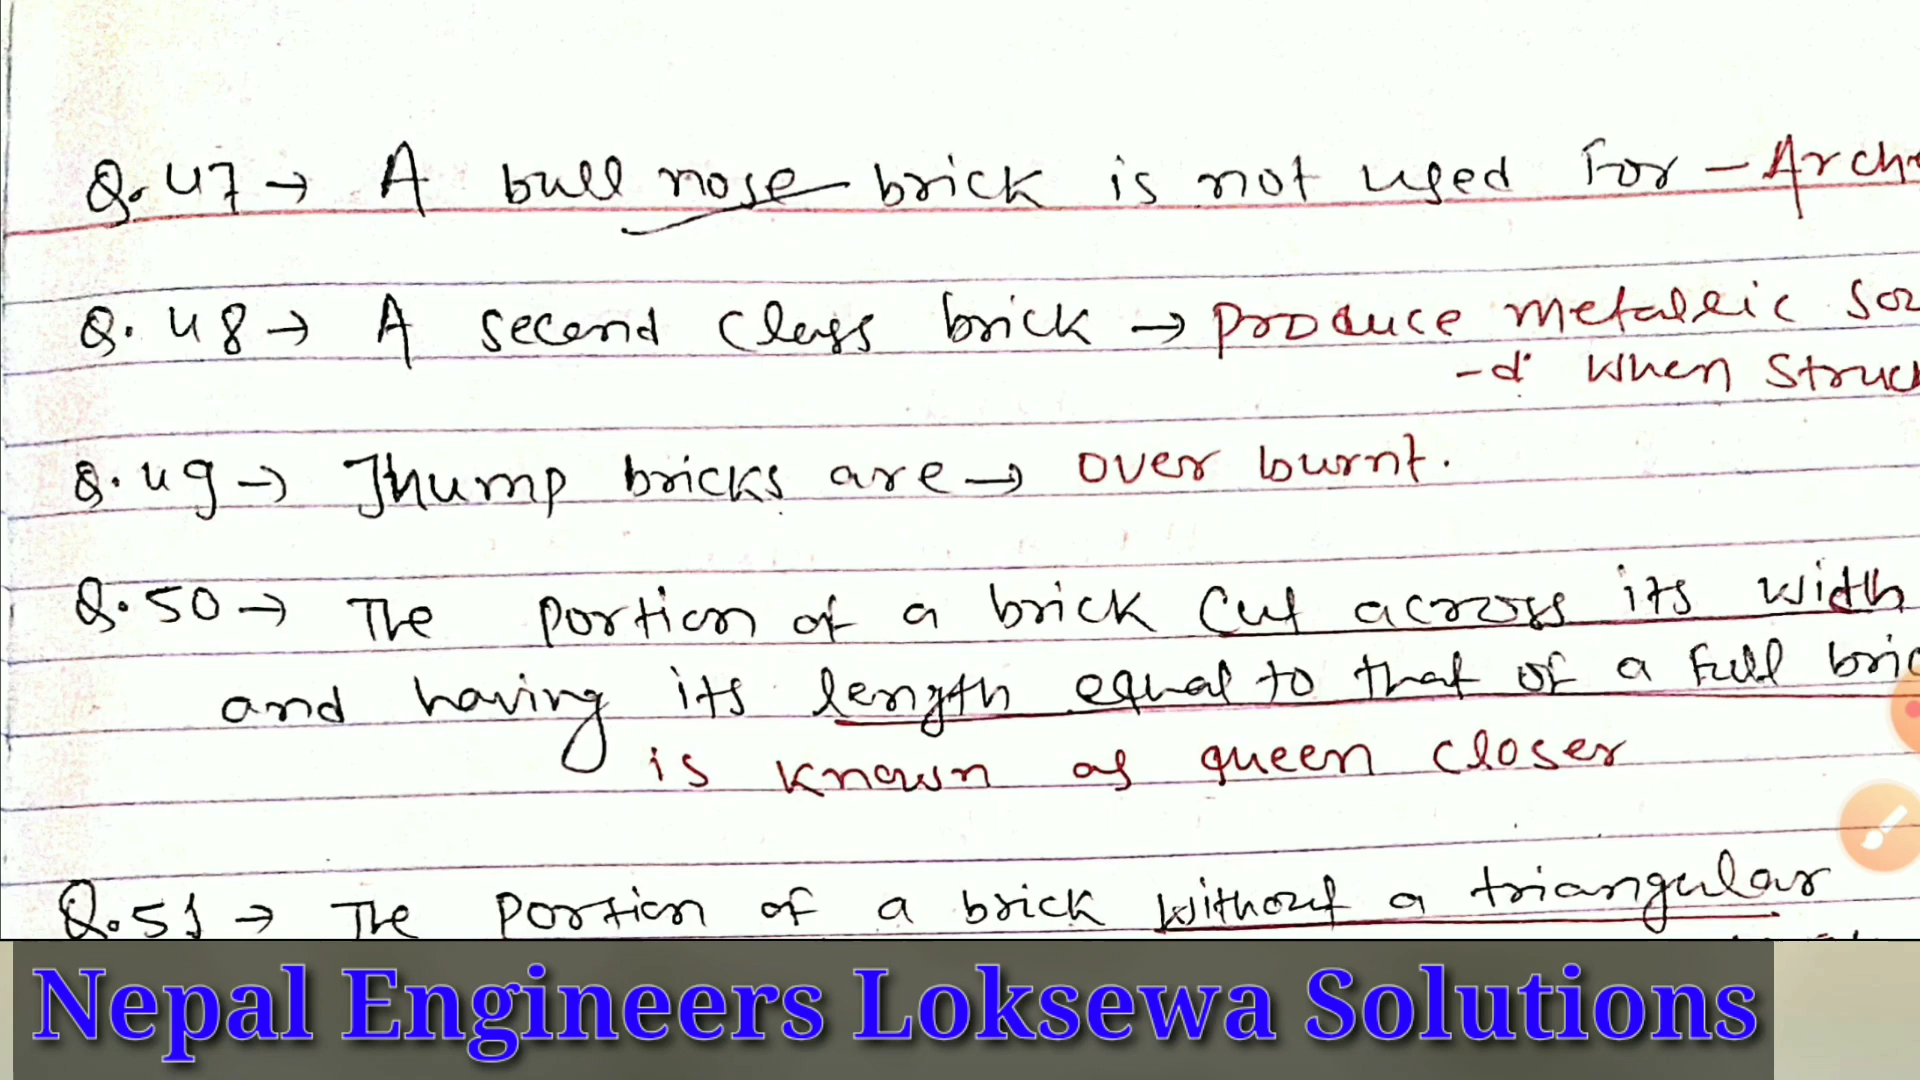 Q.47 → A bull nose brick is not used for - Arch
Q.48 → A second class brick → produce metallic sou
-d when struc
Q.49 → Jhump bricks are → over burnt.
Q.50 → The portion of a brick cut across its width
and having its length equal to that of a full bric
is known as queen closer
Q.51 → The portion of a brick without a triangular
Nepal Engineers Loksewa Solutions